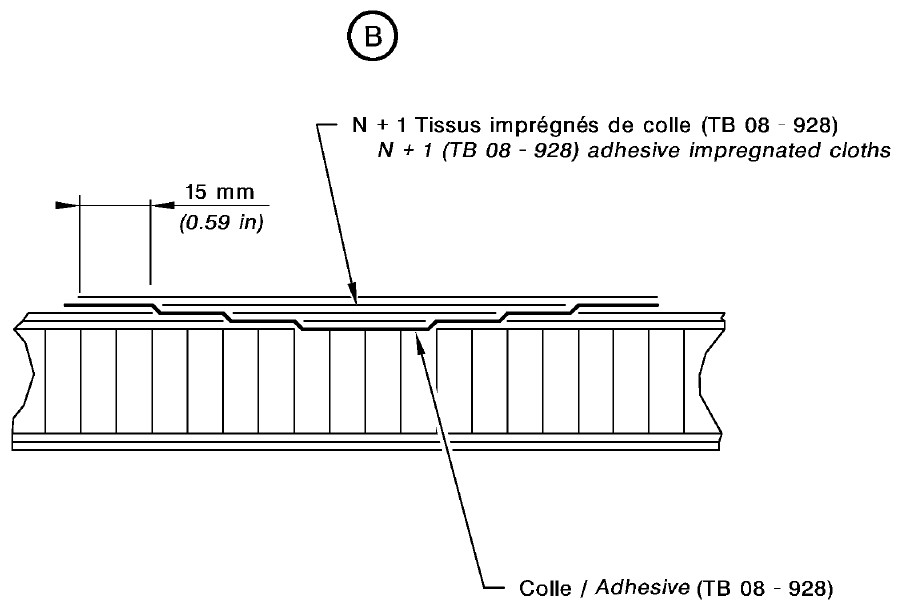 B
N + 1 Tissus imprégnés de colle (TB 08 - 928)
N + 1 (TB 08 - 928) adhesive impregnated cloths
15 mm
(0.59 in)
Colle / Adhesive (TB 08 - 928)